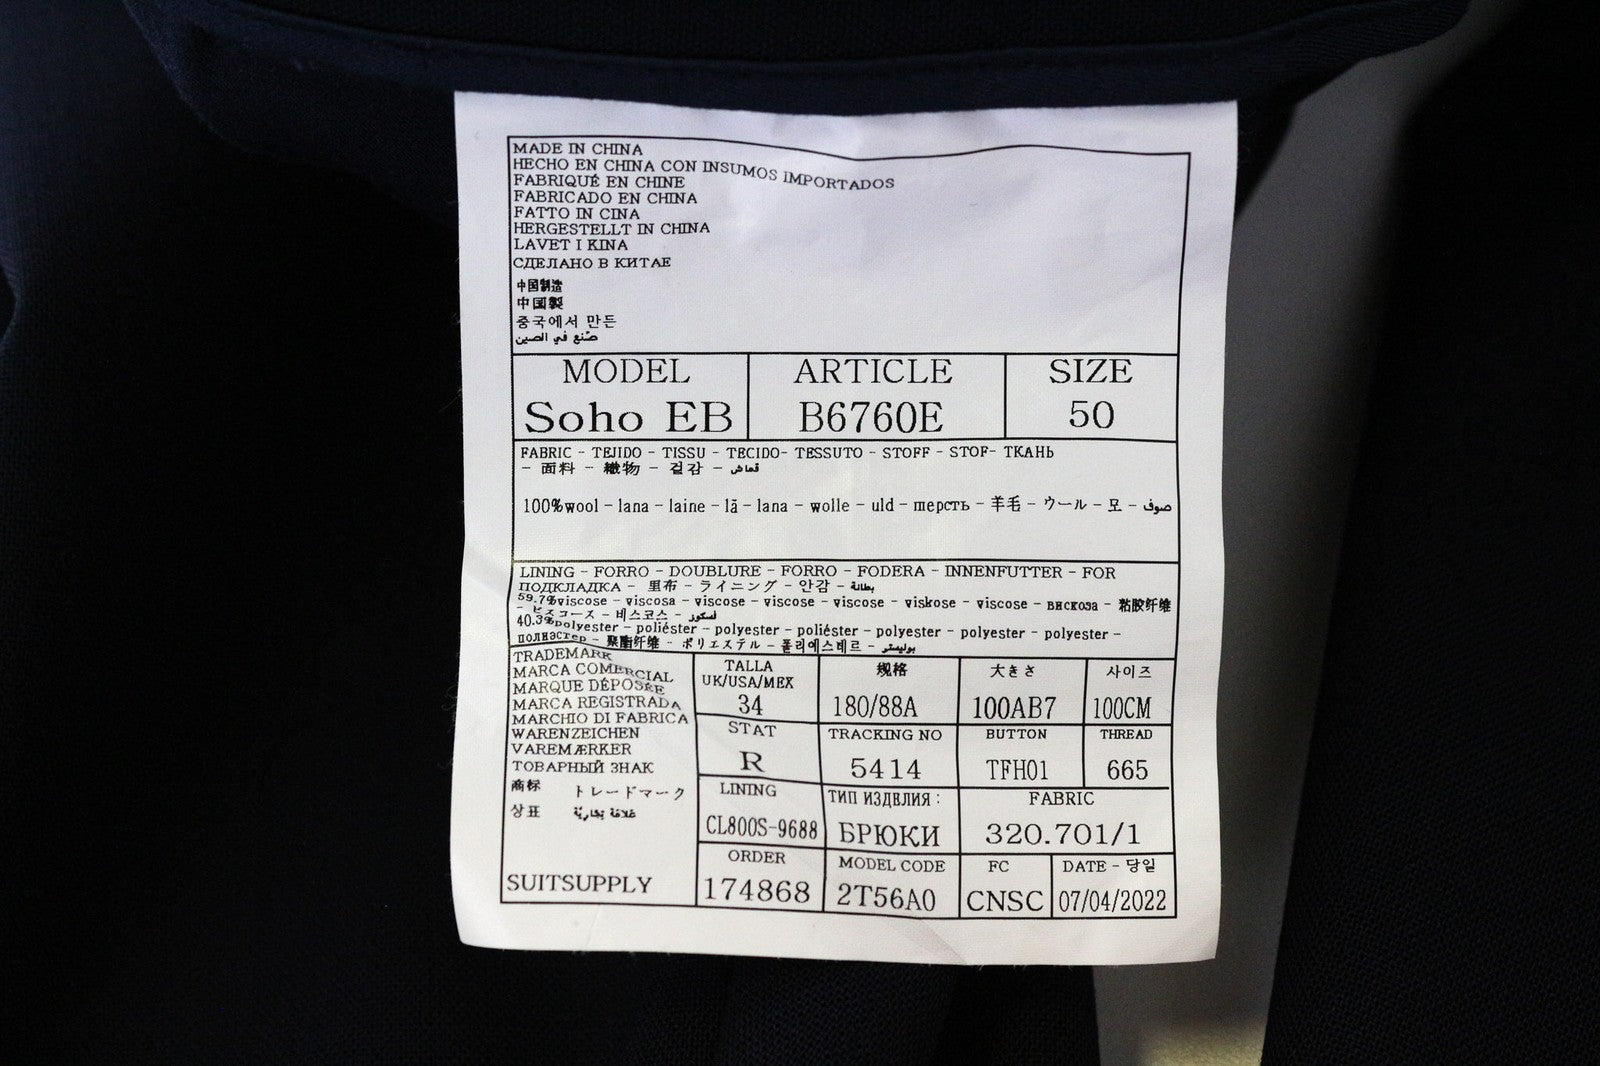 MADE IN CHINA
HECHO EN CHINA CON INSUMOS IMPORTADOS
FABRIQUÉ EN CHINE
FABRICADO EN CHINA
FATTO IN CINA
HERGESTELLT IN CHINA
LAVET I KINA
СДЕЛАНО В КИТАЕ
中国制造
中国製
중국에서 만든
صنع في الصين
MODEL ARTICLE SIZE
Soho EB B6760E 50
FABRIC - TEJIDO - TISSU - TECIDO- TESSUTO - STOFF - STOF- ТКАНЬ
- 面料 - 織物 - 겉감 - قماش
100%wool - lana - laine - lã - lana - wolle - uld - шерсть - 羊毛 - ウール - 모 - صوف
LINING - FORRO - DOUBLURE - FORRO - FODERA - INNENFUTTER - FOR
ПОДКЛАДКА - 里布 - ライニング - 안감 - بطانة
59.7%viscose - viscosa - viscose - viscose - viscose - viskose - viscose - вискоза - 粘胶纤维
- ビスコース - 비스코스 - فسكوز
40.3%polyester - poliéster - polyester - poliéster - polyester - polyester - polyester -
полиэстер - 聚酯纤维 - ポリエステル - 폴리에스테르 - بوليستر
TRADEMARK
MARCA COMERCIAL
MARQUE DÉPOSÉE
MARCA REGISTRADA
MARCHIO DI FABRICA
WARENZEICHEN
VAREMÆRKER
ТОВАРНЫЙ ЗНАК
商标 トレードマーク
상표 علامة تجارية
SUITSUPPLY
TALLA 规格 大きさ 사이즈
UK/USA/MEX
34 180/88A 100AB7 100CM
STAT TRACKING NO BUTTON THREAD
R 5414 TFH01 665
LINING ТИП ИЗДЕЛИЯ: FABRIC
CL800S-9688 БРЮКИ 320.701/1
ORDER MODEL CODE FC DATE - 당일
174868 2T56A0 CNSC 07/04/2022